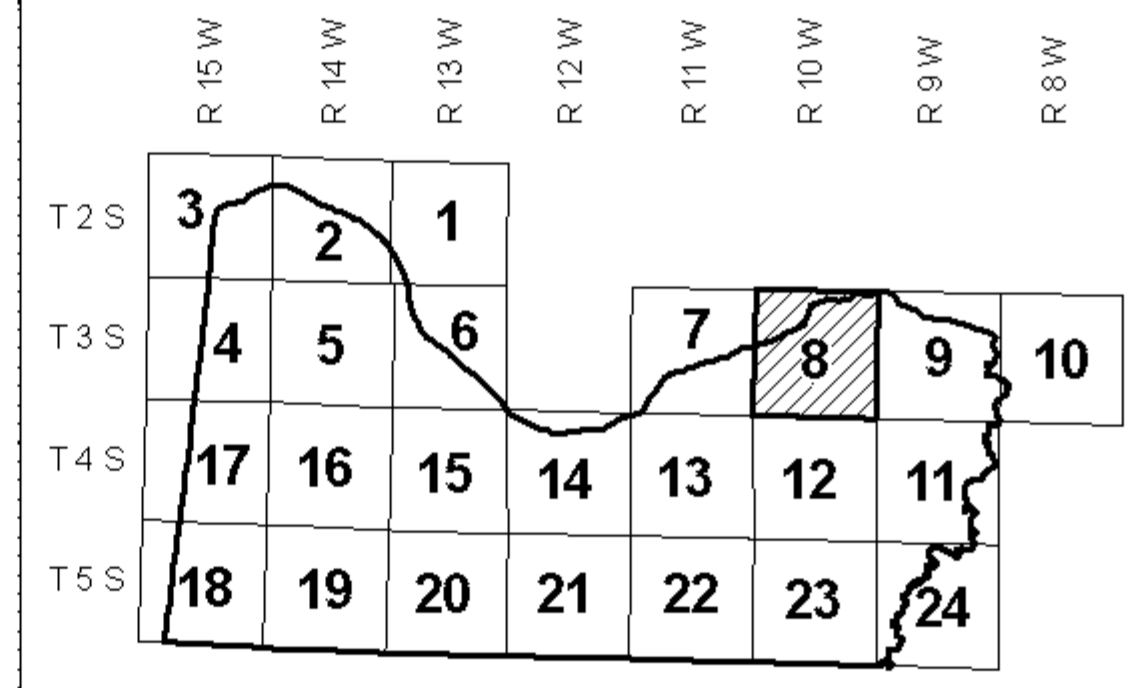 R 15 W R 14 W R 13 W R 12 W R 11 W R 10 W R 9 W R 8 W
T 2 S 3 2 1
T 3 S 4 5 6 7 8 9 10
T 4 S 17 16 15 14 13 12 11
T 5 S 18 19 20 21 22 23 24